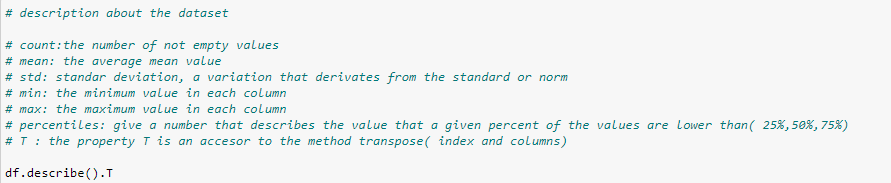 # description about the dataset
# count:the number of not empty values
# mean: the average mean value
# std: standar deviation, a variation that derivates from the standard or norm
# min: the minimum value in each column
# max: the maximum value in each column
# percentiles: give a number that describes the value that a given percent of the values are lower than( 25%,50%,75%)
# T : the property T is an accesor to the method transpose( index and columns)
df.describe().T